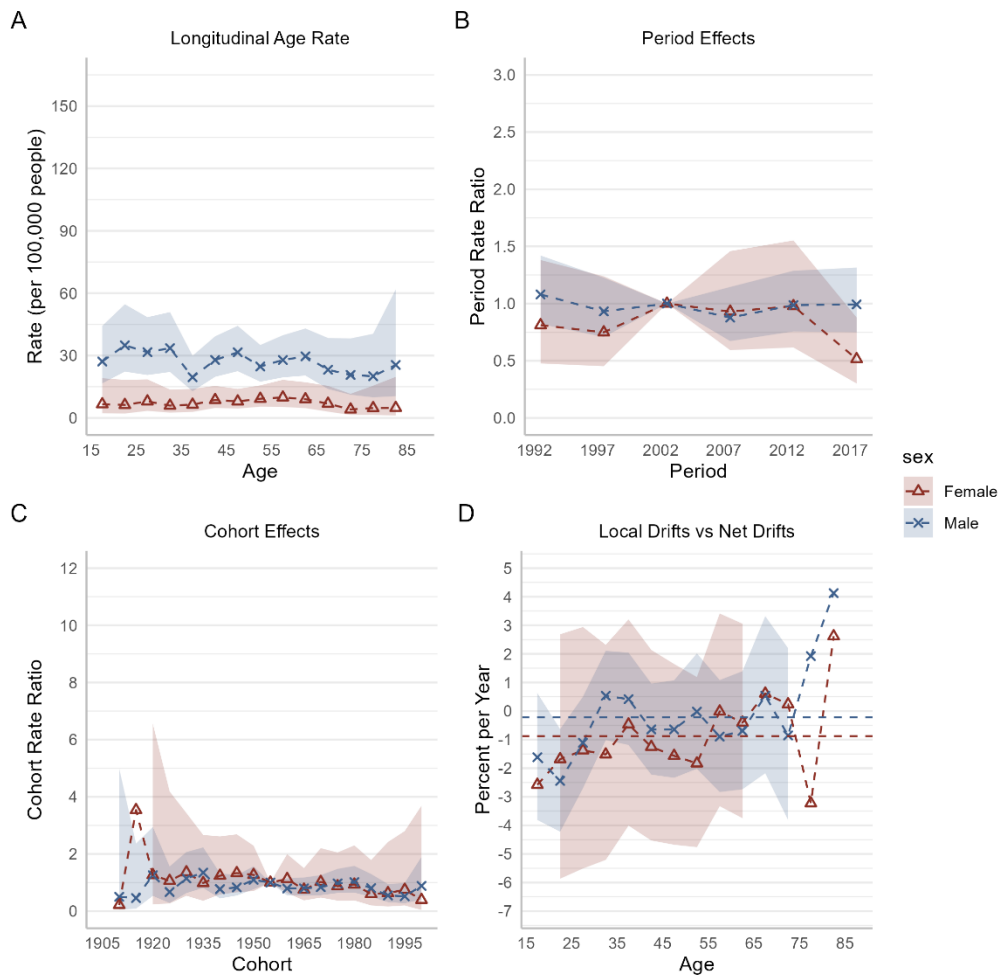 A
Longitudinal Age Rate
Rate (per 100,000 people)
150
120
90
60
30
0
15 25 35 45 55 65 75 85
Age
B
Period Effects
Period Rate Ratio
3.0
2.5
2.0
1.5
1.0
0.5
0.0
1992 1997 2002 2007 2012 2017
Period
sex
Female
Male
C
Cohort Effects
Cohort Rate Ratio
12
10
8
6
4
2
0
1905 1920 1935 1950 1965 1980 1995
Cohort
D
Local Drifts vs Net Drifts
Percent per Year
5
4
3
2
1
0
-1
-2
-3
-4
-5
-6
-7
15 25 35 45 55 65 75 85
Age